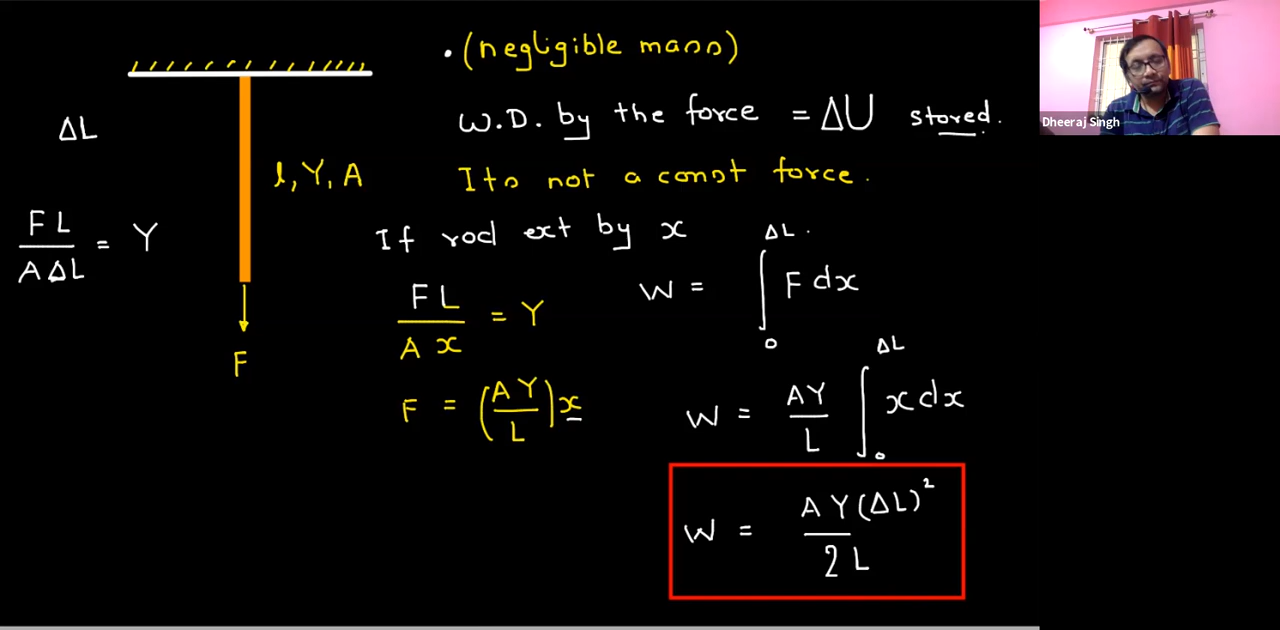 • (negligible mass)
W.D. by the force = ΔU stored.
ΔL
l, Y, A
Its not a const force.
FL / AΔL = Y
If rod ext by x
FL / A x = Y
W = ∫₀^ΔL F dx
F
F = (AY / L) x
W = AY / L ∫₀^ΔL x dx
W = AY(ΔL)² / 2L
Dheeraj Singh